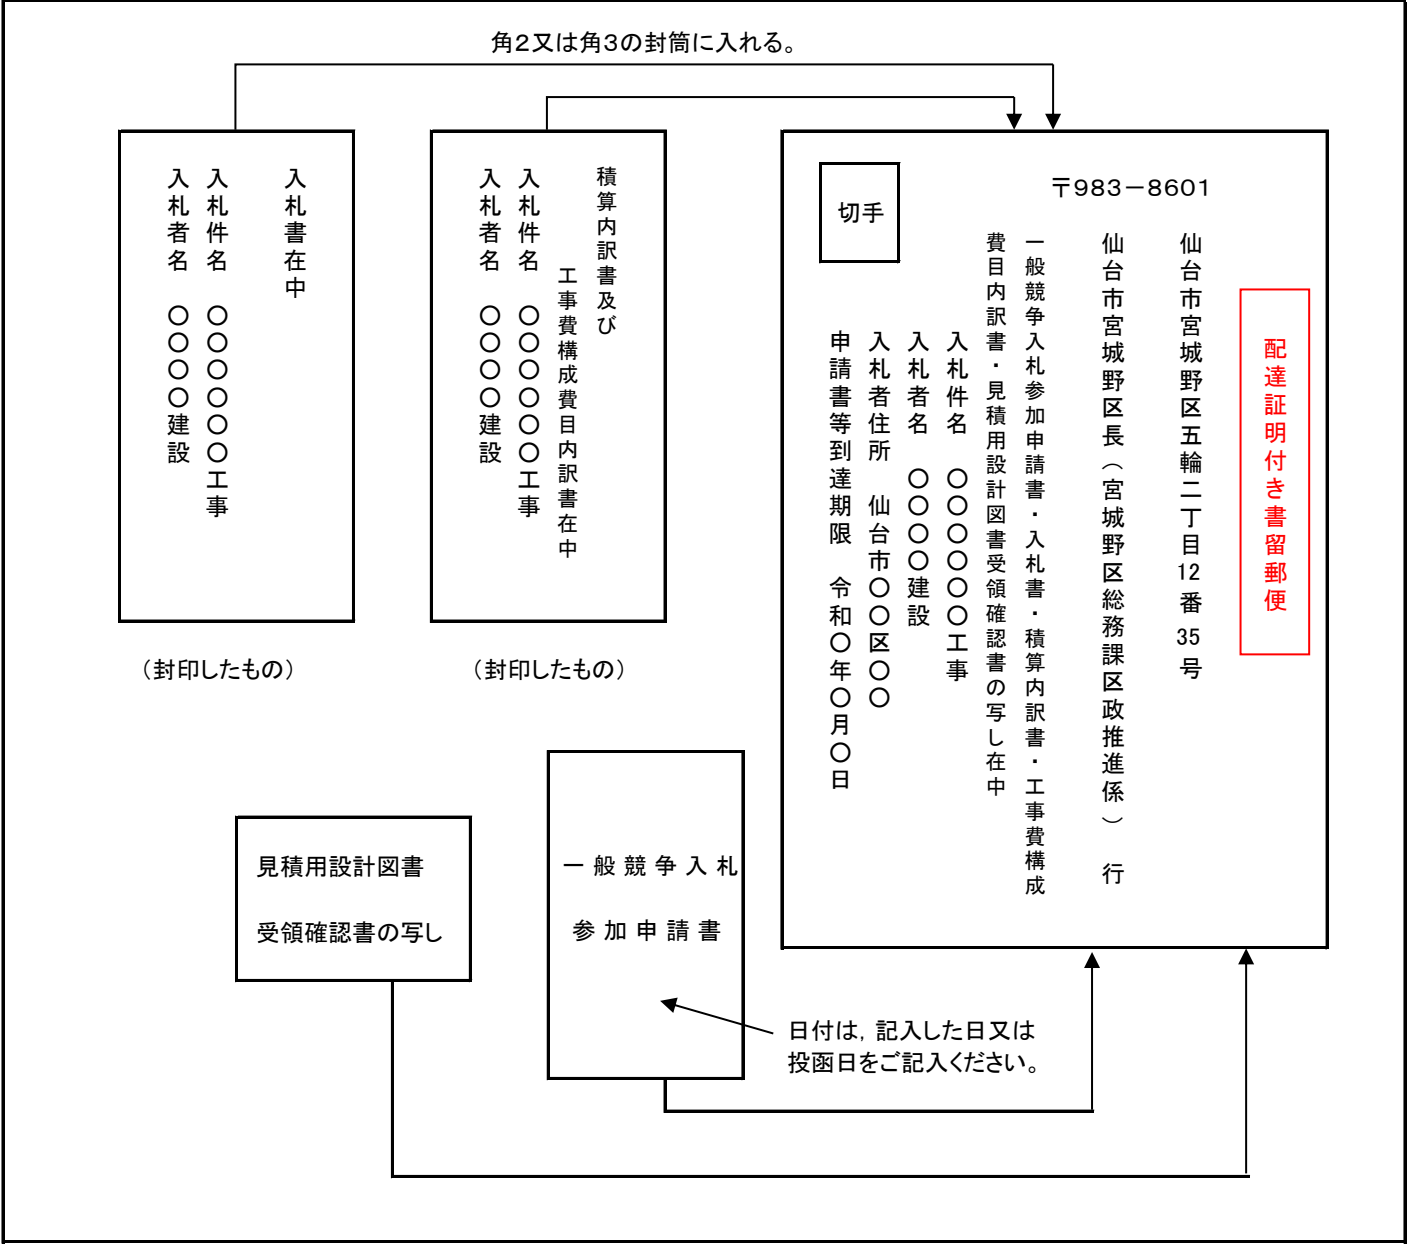 角２又は角３の封筒に入れる。
入札書在中
入札件名　〇〇〇〇〇〇工事
入札者名　〇〇〇〇建設
（封印したもの）
積算内訳書及び
工事費構成費目内訳書在中
入札件名　〇〇〇〇〇〇工事
入札者名　〇〇〇〇建設
（封印したもの）
切手
〒９８３－８６０１
配達証明付き書留郵便
仙台市宮城野区五輪二丁目12番35号
仙台市宮城野区長（宮城野区総務課区政推進係）　行
一般競争入札参加申請書・入札書・積算内訳書・工事費構成
費目内訳書・見積用設計図書受領確認書の写し在中
入札件名　〇〇〇〇〇〇工事
入札者名　〇〇〇〇建設
入札者住所　仙台市〇〇区〇〇
申請書等到達期限　令和〇年〇月〇日
見積用設計図書
受領確認書の写し
一般競争入札
参加申請書
日付は，記入した日又は
投函日をご記入ください。